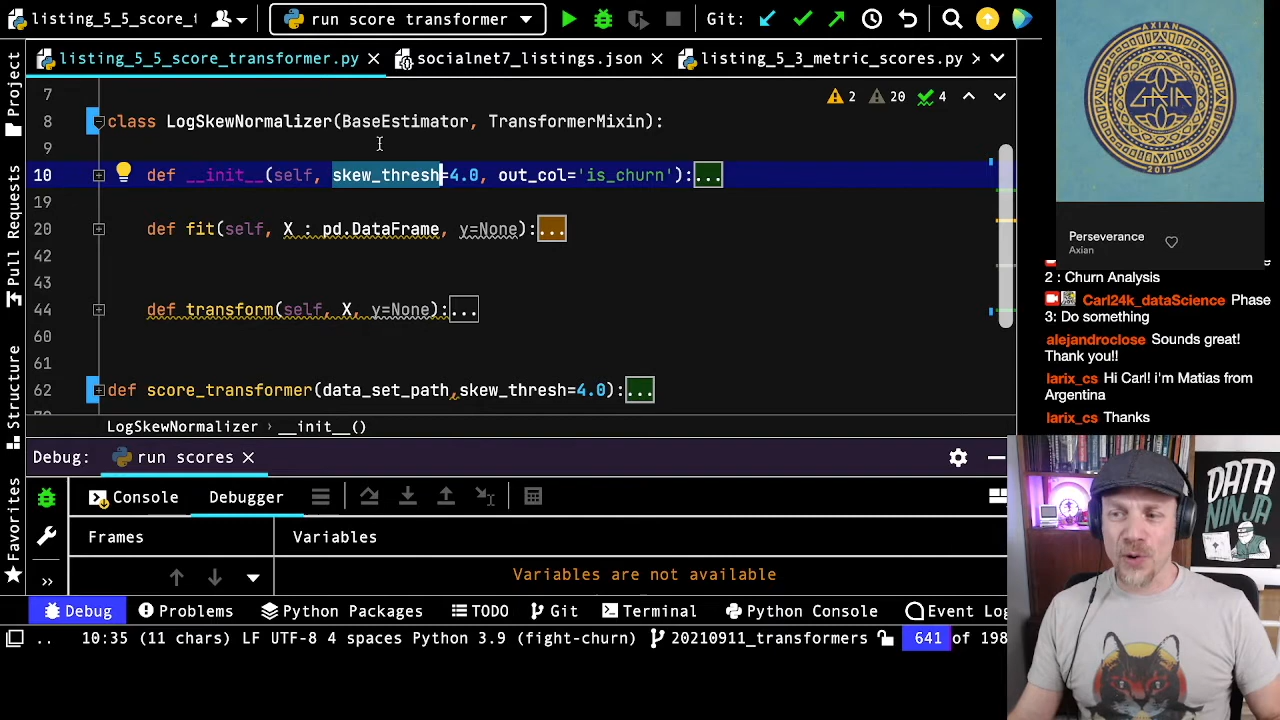 listing_5_5_score_t
run score transformer
Git:
Project
Pull Requests
Structure
Favorites
listing_5_5_score_transformer.py
socialnet7_listings.json
listing_5_3_metric_scores.py
2
20
4
7
8 class LogSkewNormalizer(BaseEstimator, TransformerMixin):
9
10 def __init__(self, skew_thresh=4.0, out_col='is_churn'):...
19
20 def fit(self, X : pd.DataFrame, y=None):...
42
43
44 def transform(self, X, y=None):...
60
61
62 def score_transformer(data_set_path,skew_thresh=4.0):...
LogSkewNormalizer › __init__()
Debug: run scores
Console
Debugger
Frames
Variables
Variables are not available
Debug
Problems
Python Packages
TODO
Git
Terminal
Python Console
Event Log
.. 10:35 (11 chars) LF UTF-8 4 spaces Python 3.9 (fight-churn) 20210911_transformers 641 of 198
AXIAN
2017
Perseverance
Axian
2 : Churn Analysis
Carl24k_dataScience Phase
3: Do something
alejandroclose Sounds great!
Thank you!!
larix_cs Hi Carl! i'm Matias from
Argentina
larix_cs Thanks
DATA
NINJA